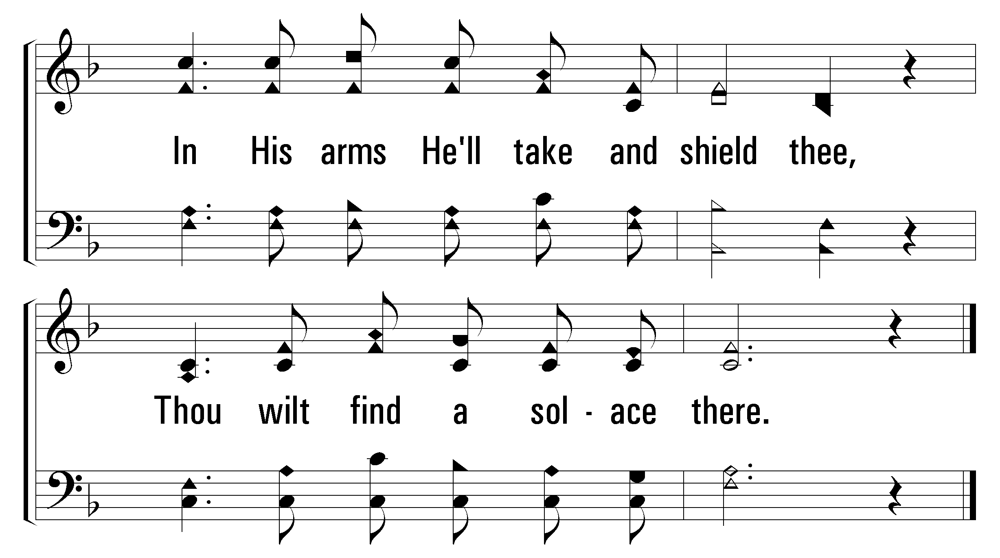 In His arms He'll take and shield thee,
Thou wilt find a sol - ace there.